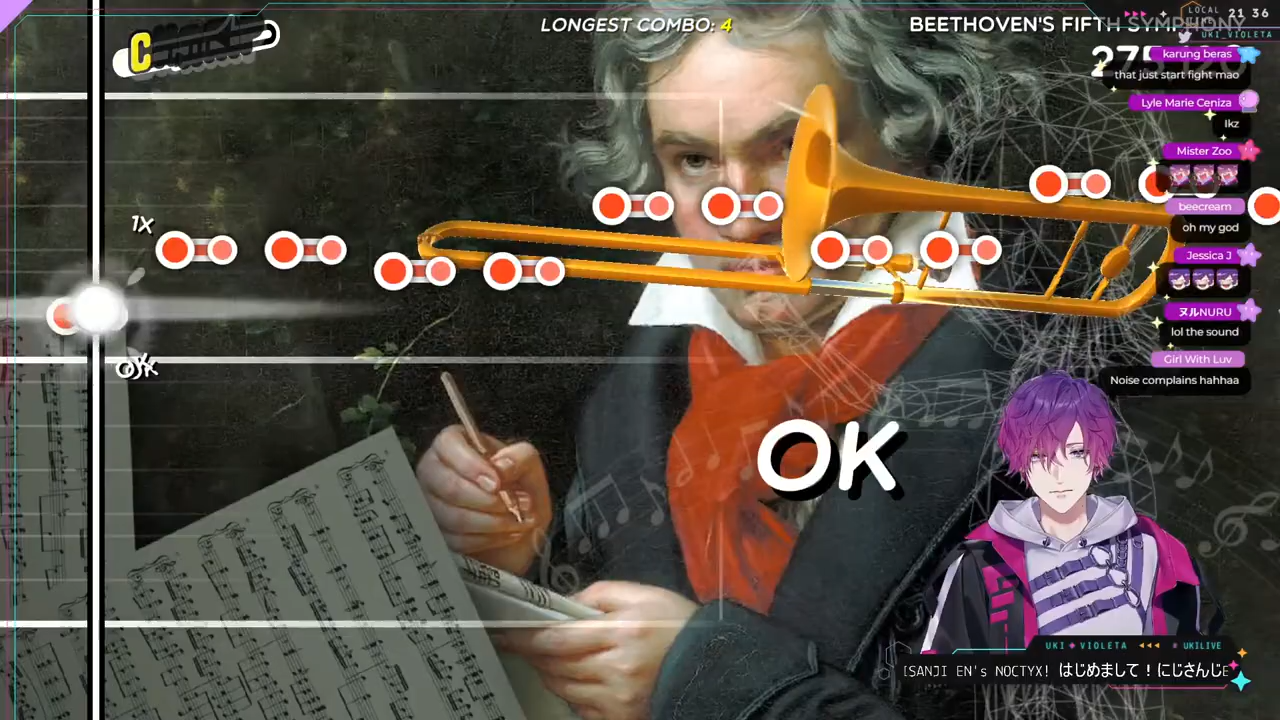 C
LONGEST COMBO: 4
BEETHOVEN'S FIFTH SYMPHONY
LOCAL
21 36
UKI_VIOLETA
karung beras
that just start fight mao
Lyle Marie Ceniza
Ikz
Mister Zoo
beecream
oh my god
Jessica J
ヌルNURU
lol the sound
Girl With Luv
Noise complains hahhaa
1X
OK
OK
UKI VIOLETA
UKILIVE
[SANJI EN's NOCTYX! はじめまして！にじさんじE